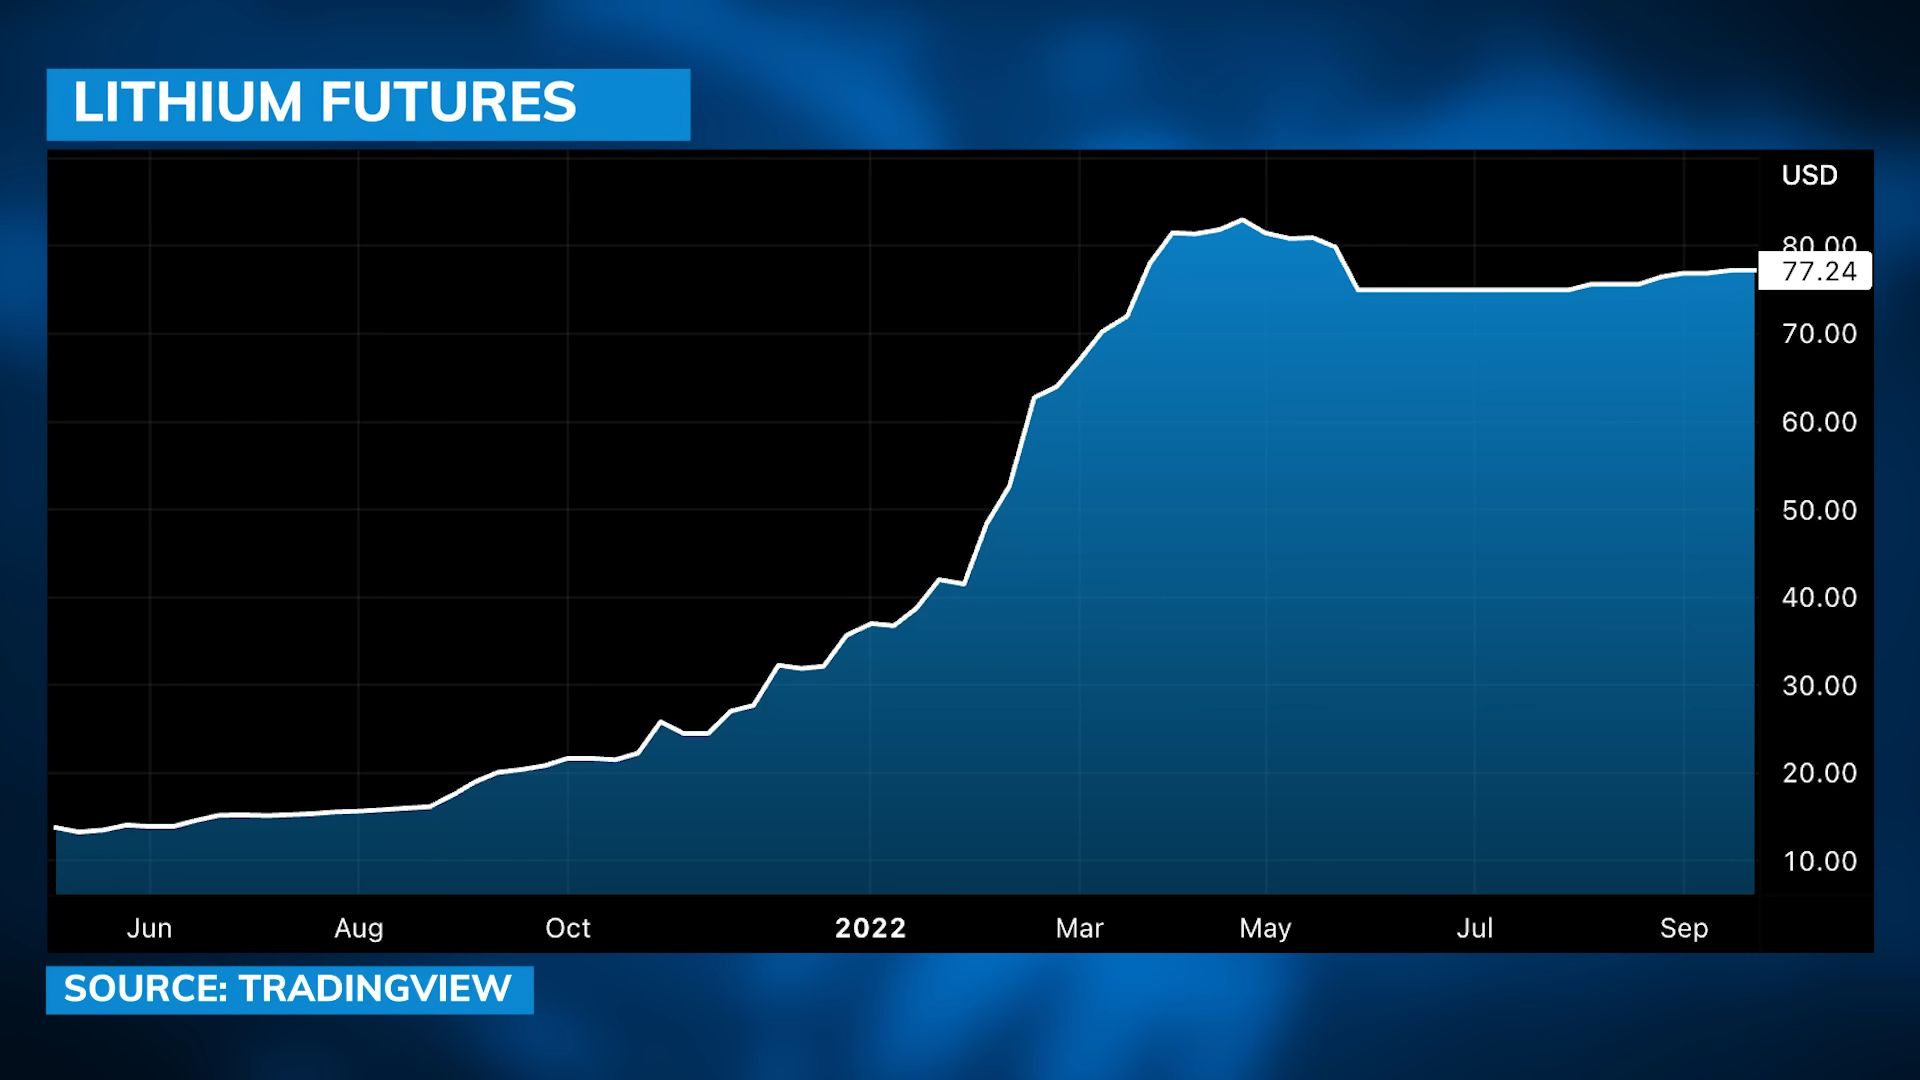 LITHIUM FUTURES
USD
80.00
77.24
70.00
60.00
50.00
40.00
30.00
20.00
10.00
Jun Aug Oct 2022 Mar May Jul Sep
SOURCE: TRADINGVIEW